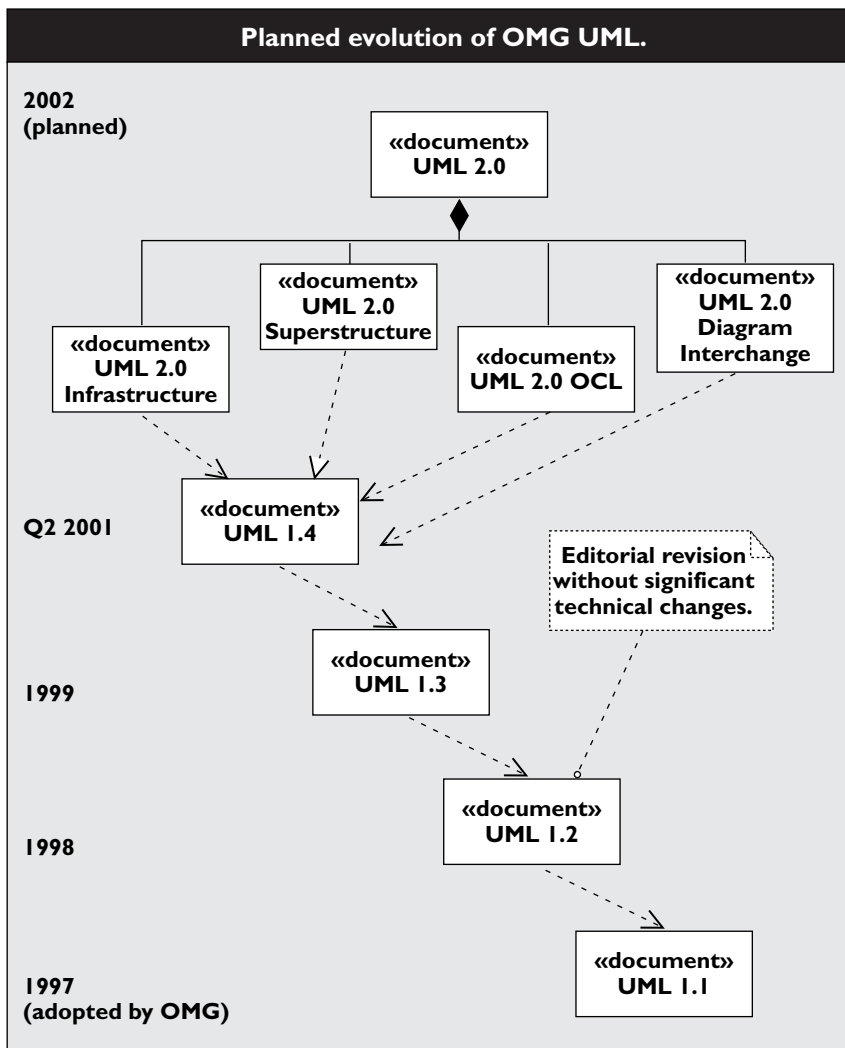 Planned evolution of OMG UML.
2002
(planned)
«document»
UML 2.0
«document»
UML 2.0
Infrastructure
«document»
UML 2.0
Superstructure
«document»
UML 2.0 OCL
«document»
UML 2.0
Diagram
Interchange
Q2 2001
«document»
UML 1.4
Editorial revision
without significant
technical changes.
1999
«document»
UML 1.3
1998
«document»
UML 1.2
1997
(adopted by OMG)
«document»
UML 1.1